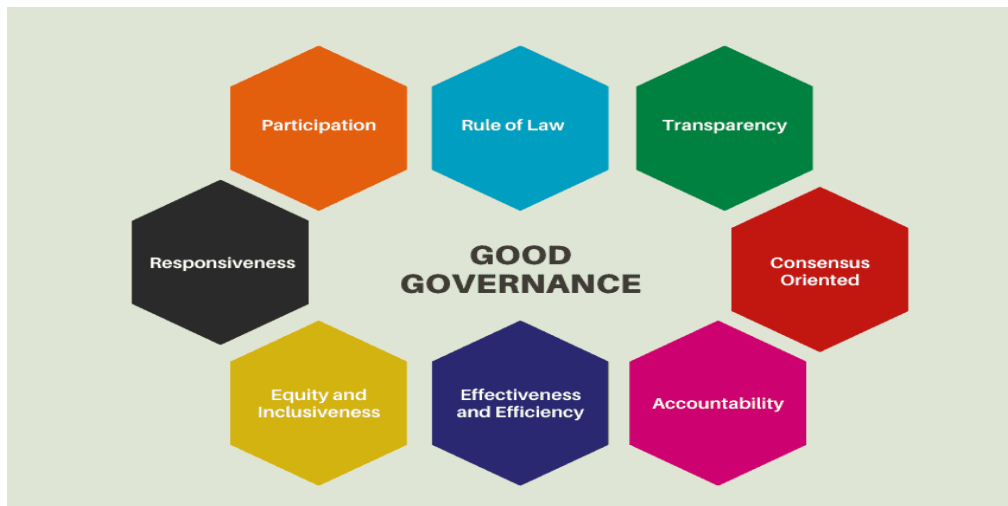 Participation
Rule of Law
Transparency
Responsiveness
GOOD
GOVERNANCE
Consensus
Oriented
Equity and
Inclusiveness
Effectiveness
and Efficiency
Accountability